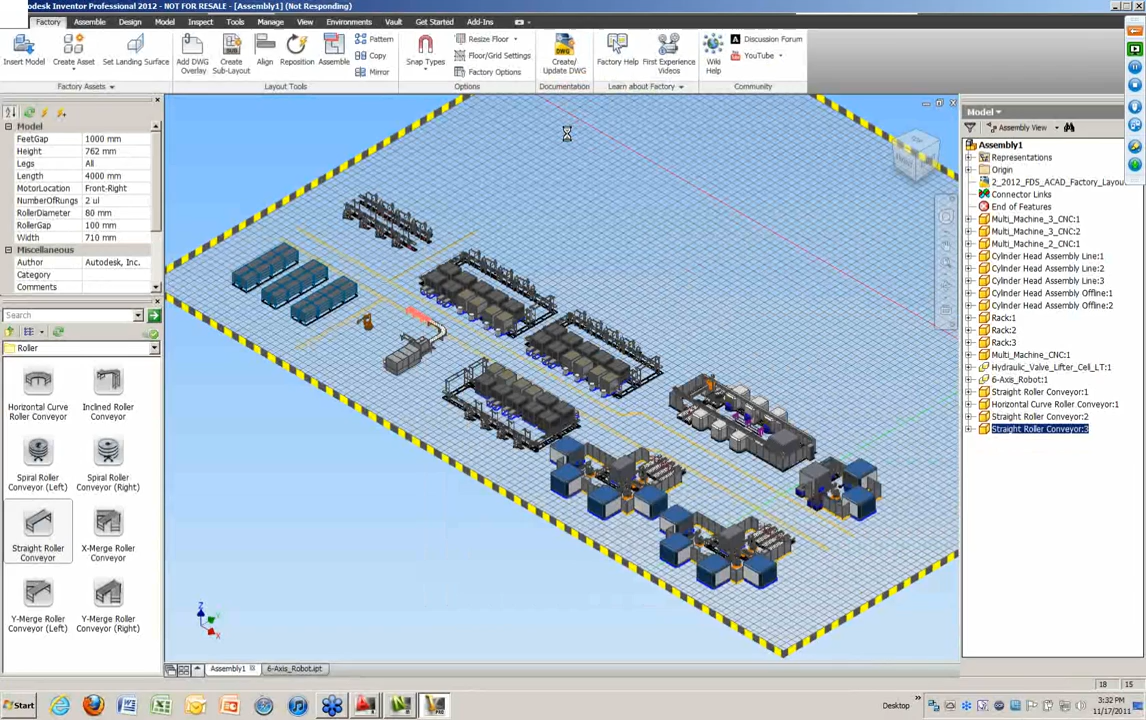 odesk Inventor Professional 2012 - NOT FOR RESALE - [Assembly1] (Not Responding)
Factory Assemble Design Model Inspect Tools Manage View Environments Vault Get Started Add-Ins
Insert Model
Create Asset
Set Landing Surface
Factory Assets
Add DWG Overlay
Create Sub-Layout
Align
Reposition
Assemble
Pattern
Copy
Mirror
Layout Tools
Snap Types
Resize Floor
Floor/Grid Settings
Factory Options
Options
Create/ Update DWG
Documentation
Factory Help
First Experience Videos
Learn about Factory
Wiki Help
Discussion Forum
YouTube
Community
Model
FeetGap 1000 mm
Height 762 mm
Legs All
Length 4000 mm
MotorLocation Front-Right
NumberOfRungs 2 ul
RollerDiameter 80 mm
RollerGap 100 mm
Width 710 mm
Miscellaneous
Author Autodesk, Inc.
Category
Comments
Search
Roller
Horizontal Curve Roller Conveyor
Inclined Roller Conveyor
Spiral Roller Conveyor (Left)
Spiral Roller Conveyor (Right)
Straight Roller Conveyor
X-Merge Roller Conveyor
Y-Merge Roller Conveyor (Left)
Y-Merge Roller Conveyor (Right)
Model
Assembly View
Assembly1
Representations
Origin
2_2012_FDS_ACAD_Factory_Layou
Connector Links
End of Features
Multi_Machine_3_CNC:1
Multi_Machine_3_CNC:2
Multi_Machine_2_CNC:1
Cylinder Head Assembly Line:1
Cylinder Head Assembly Line:2
Cylinder Head Assembly Line:3
Cylinder Head Assembly Offline:1
Cylinder Head Assembly Offline:2
Rack:1
Rack:2
Rack:3
Multi_Machine_CNC:1
Hydraulic_Valve_Lifter_Cell_LT:1
6-Axis_Robot:1
Straight Roller Conveyor:1
Horizontal Curve Roller Conveyor:1
Straight Roller Conveyor:2
Straight Roller Conveyor:3
Z
X
Assembly1
6-Axis_Robot.ipt
18 15
Start
Desktop
3:32 PM
11/17/2011